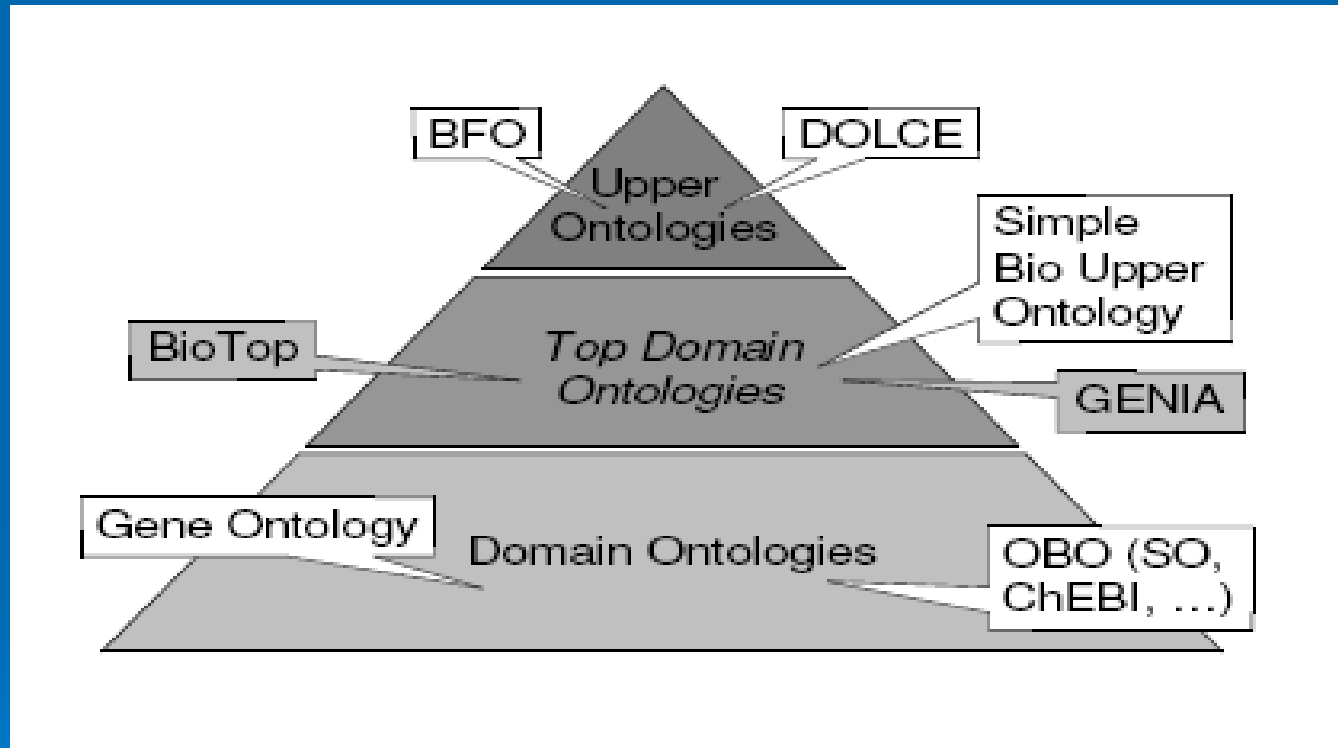 BFO
DOLCE
Upper
Ontologies
Simple
Bio Upper
Ontology
BioTop
Top Domain
Ontologies
GENIA
Gene Ontology
Domain Ontologies
OBO (SO,
ChEBI, …)